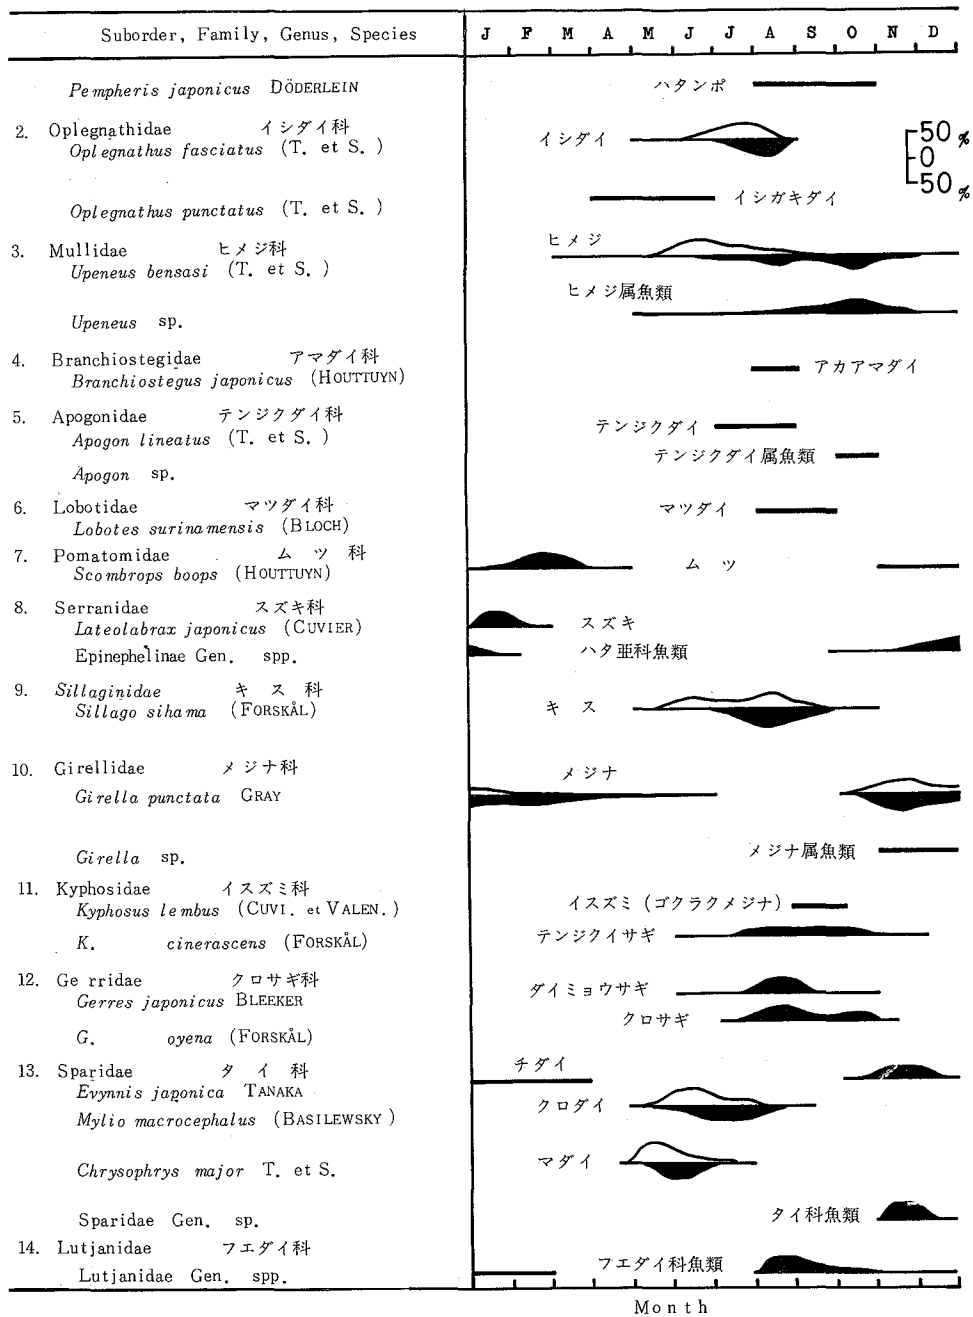 Suborder, Family, Genus, Species J F M A M J J A S O N D
Pempheris japonicus DÖDERLEIN ハタンポ
2. Oplegnathidae イシダイ科
Oplegnathus fasciatus (T. et S. ) イシダイ
50 %
0
50 %
Oplegnathus punctatus (T. et S. ) イシガキダイ
3. Mullidae ヒメジ科 ヒメジ
Upeneus bensasi (T. et S. )
ヒメジ属魚類
Upeneus sp.
4. Branchiostegidae アマダイ科 アカアマダイ
Branchiostegus japonicus (HOUTTUYN)
5. Apogonidae テンジクダイ科 テンジクダイ
Apogon lineatus (T. et S. )
テンジクダイ属魚類
Apogon sp.
6. Lobotidae マツダイ科 マツダイ
Lobotes surinamensis (BLOCH)
7. Pomatomidae ムツ科 ムツ
Scombrops boops (HOUTTUYN)
8. Serranidae スズキ科
Lateolabrax japonicus (CUVIER) スズキ
Epinephelinae Gen. spp. ハタ亜科魚類
9. Sillaginidae キス科
Sillago sihama (FORSKÅL) キス
10. Girellidae メジナ科 メジナ
Girella punctata GRAY
Girella sp. メジナ属魚類
11. Kyphosidae イスズミ科
Kyphosus lembus (CUVI. et VALEN.) イスズミ(ゴクラクメジナ)
K. cinerascens (FORSKÅL) テンジクイサギ
12. Ge rridae クロサギ科 ダイミョウサギ
Gerres japonicus BLEEKER
クロサギ
G. oyena (FORSKÅL)
13. Sparidae タイ科 チダイ
Evynnis japonica TANAKA
クロダイ
Mylio macrocephalus (BASILEWSKY)
マダイ
Chrysophrys major T. et S.
Sparidae Gen. sp. タイ科魚類
14. Lutjanidae フエダイ科 フエダイ科魚類
Lutjanidae Gen. spp.
Month